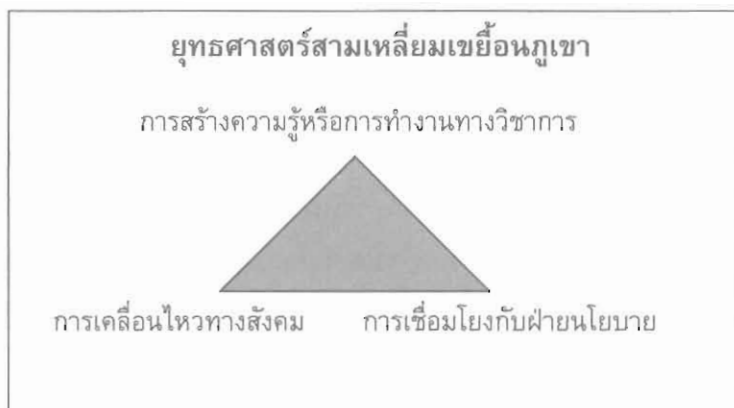 ยุทธศาสตร์สามเหลี่ยมเขยื้อนภูเขา
การสร้างความรู้หรือการทำงานทางวิชาการ
การเคลื่อนไหวทางสังคม การเชื่อมโยงกับฝ่ายนโยบาย